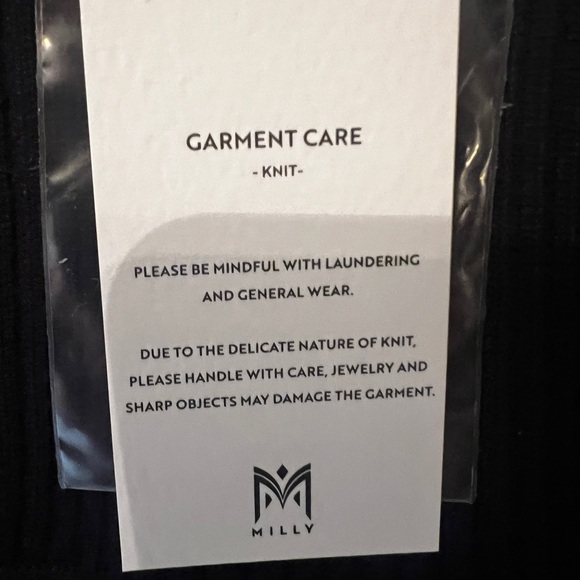 GARMENT CARE
- KNIT-
PLEASE BE MINDFUL WITH LAUNDERING
AND GENERAL WEAR.
DUE TO THE DELICATE NATURE OF KNIT,
PLEASE HANDLE WITH CARE, JEWELRY AND
SHARP OBJECTS MAY DAMAGE THE GARMENT.
MILLY